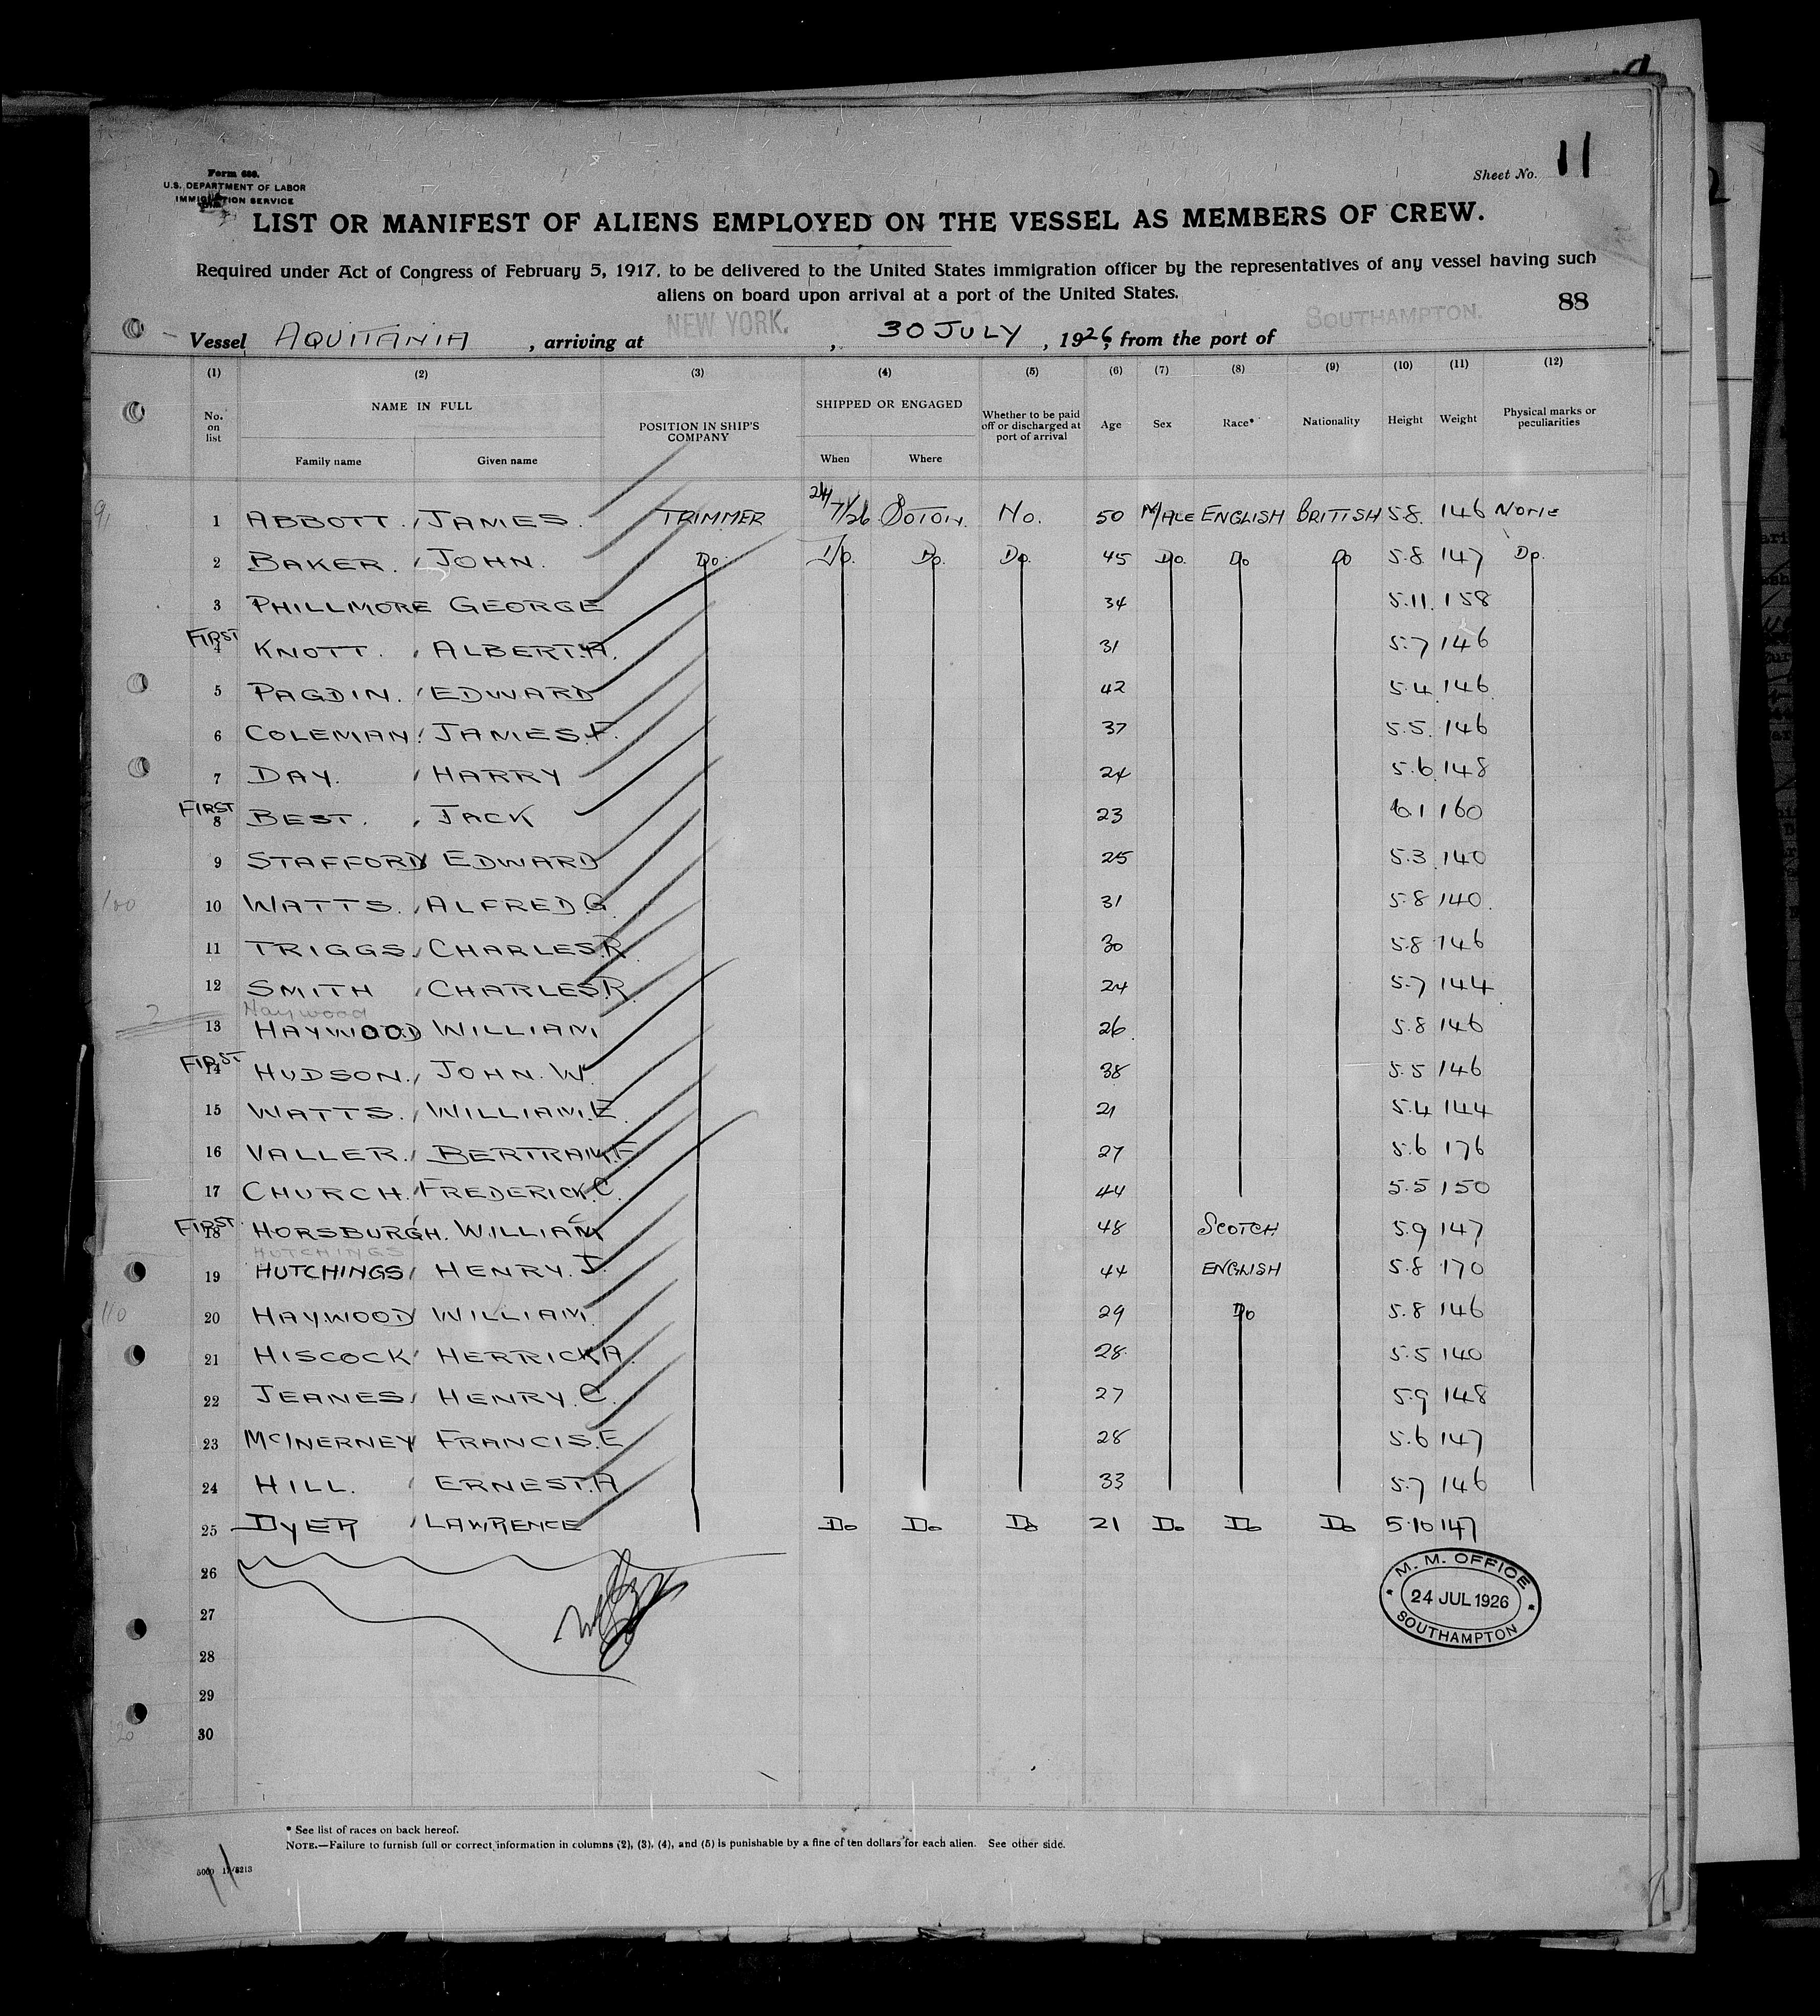 Form 680.
U.S. DEPARTMENT OF LABOR
IMMIGRATION SERVICE
Sheet No. 11
LIST OR MANIFEST OF ALIENS EMPLOYED ON THE VESSEL AS MEMBERS OF CREW.
Required under Act of Congress of February 5, 1917, to be delivered to the United States immigration officer by the representatives of any vessel having such
aliens on board upon arrival at a port of the United States.
88
Vessel AQUITANIA, arriving at NEW YORK. , 30 JULY , 1926, from the port of SOUTHAMPTON.
(1) (2) (3) (4) (5) (6) (7) (8) (9) (10) (11) (12)
No. on list NAME IN FULL Family name Given name POSITION IN SHIP'S COMPANY SHIPPED OR ENGAGED When Where Whether to be paid off or discharged at port of arrival Age Sex Race* Nationality Height Weight Physical marks or peculiarities
91
1 ABBOTT. JAMES. TRIMMER 24/7/26 SOTON. No. 50 MALE ENGLISH BRITISH 5.8. 146 NONE
2 BAKER. JOHN. Do. Do. Do. Do. 45 Do. Do Do 5.8 147 Do.
3 PHILLMORE GEORGE 34 5.11. 158
FIRST
4 KNOTT. ALBERT.A. 31 5.7 146
5 PAGDIN. EDWARD 42 5.4 146.
6 COLEMAN. JAMES.F. 37 5.5. 146
7 DAY. HARRY 24 5.6. 148
FIRST
8 BEST. JACK 23 6.1 160
9 STAFFORD EDWARD 25 5.3. 140
100
10 WATTS. ALFRED.G. 31 5.8 140.
11 TRIGGS CHARLES.R. 30 5.8 146
12 SMITH CHARLES.R. 24 5.7 144.
2 Haywood
13 HAYWOOD WILLIAM 26. 5.8 146
FIRST
14 HUDSON. JOHN. W. 38 5.5 146
15 WATTS. WILLIAM.E. 21 5.4 144
16 VALLER. BERTRAM.F. 27 5.6 176
17 CHURCH. FREDERICK.C. 44 5.5 150
FIRST.
18 HORSBURGH. WILLIAM 48 SCOTCH 5.9 147
HUTCHINGS
19 HUTCHINGS HENRY. J. 44 ENGLISH 5.8 170
110
20 HAYWOOD WILLIAM. 29 Do 5.8 146
21 HISCOCK HERRICK.A. 28. 5.5 140
22 JEANES HENRY. C. 27 5.9 148
23 McINERNEY FRANCIS.E 28 5.6 147
24 HILL. ERNEST.A 33 5.7 146
25 DYER LAWRENCE Do Do Do 21 Do Do Do 5.10 147
26
27
28
29
30
M. M. OFFICE
24 JUL 1926
SOUTHAMPTON
* See list of races on back hereof.
NOTE.—Failure to furnish full or correct information in columns (2), (3), (4), and (5) is punishable by a fine of ten dollars for each alien. See other side.